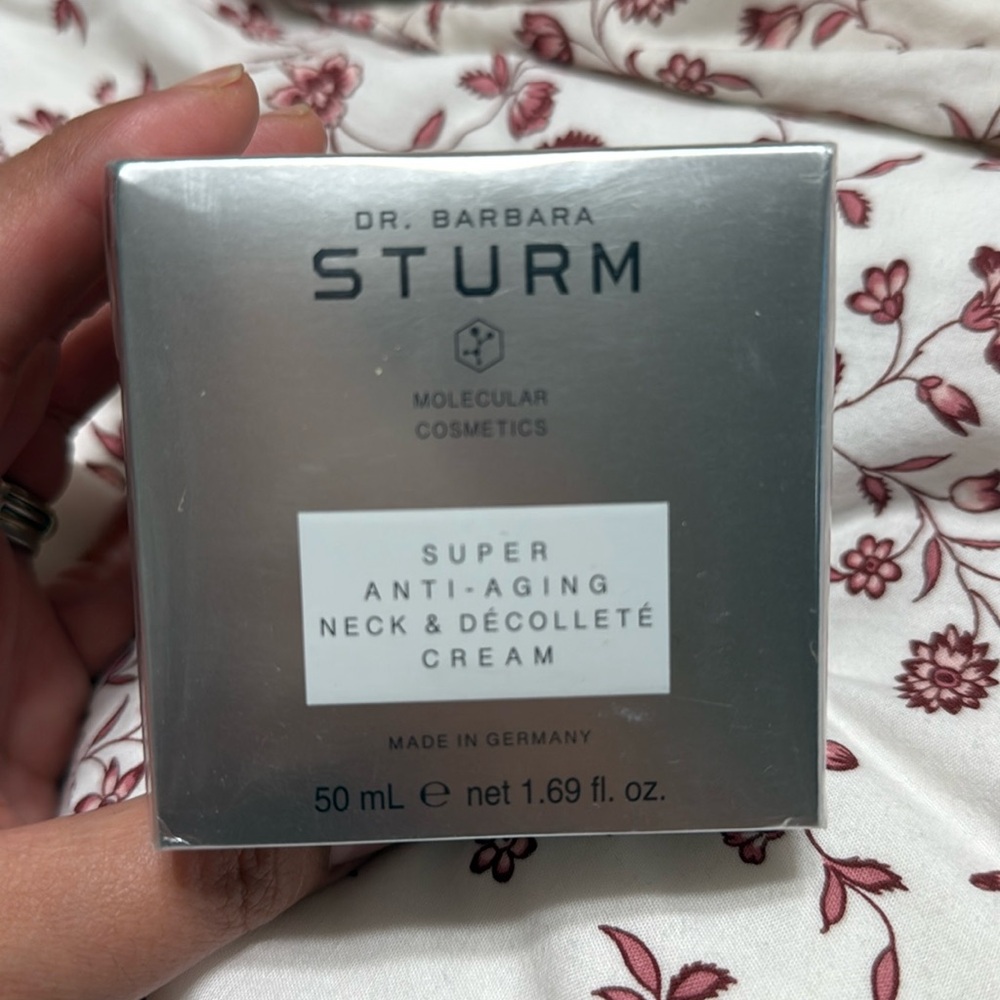 DR. BARBARA
STURM
MOLECULAR
COSMETICS
SUPER
ANTI-AGING
NECK & DÉCOLLETÉ
CREAM
MADE IN GERMANY
50 mL ℮ net 1.69 fl. oz.